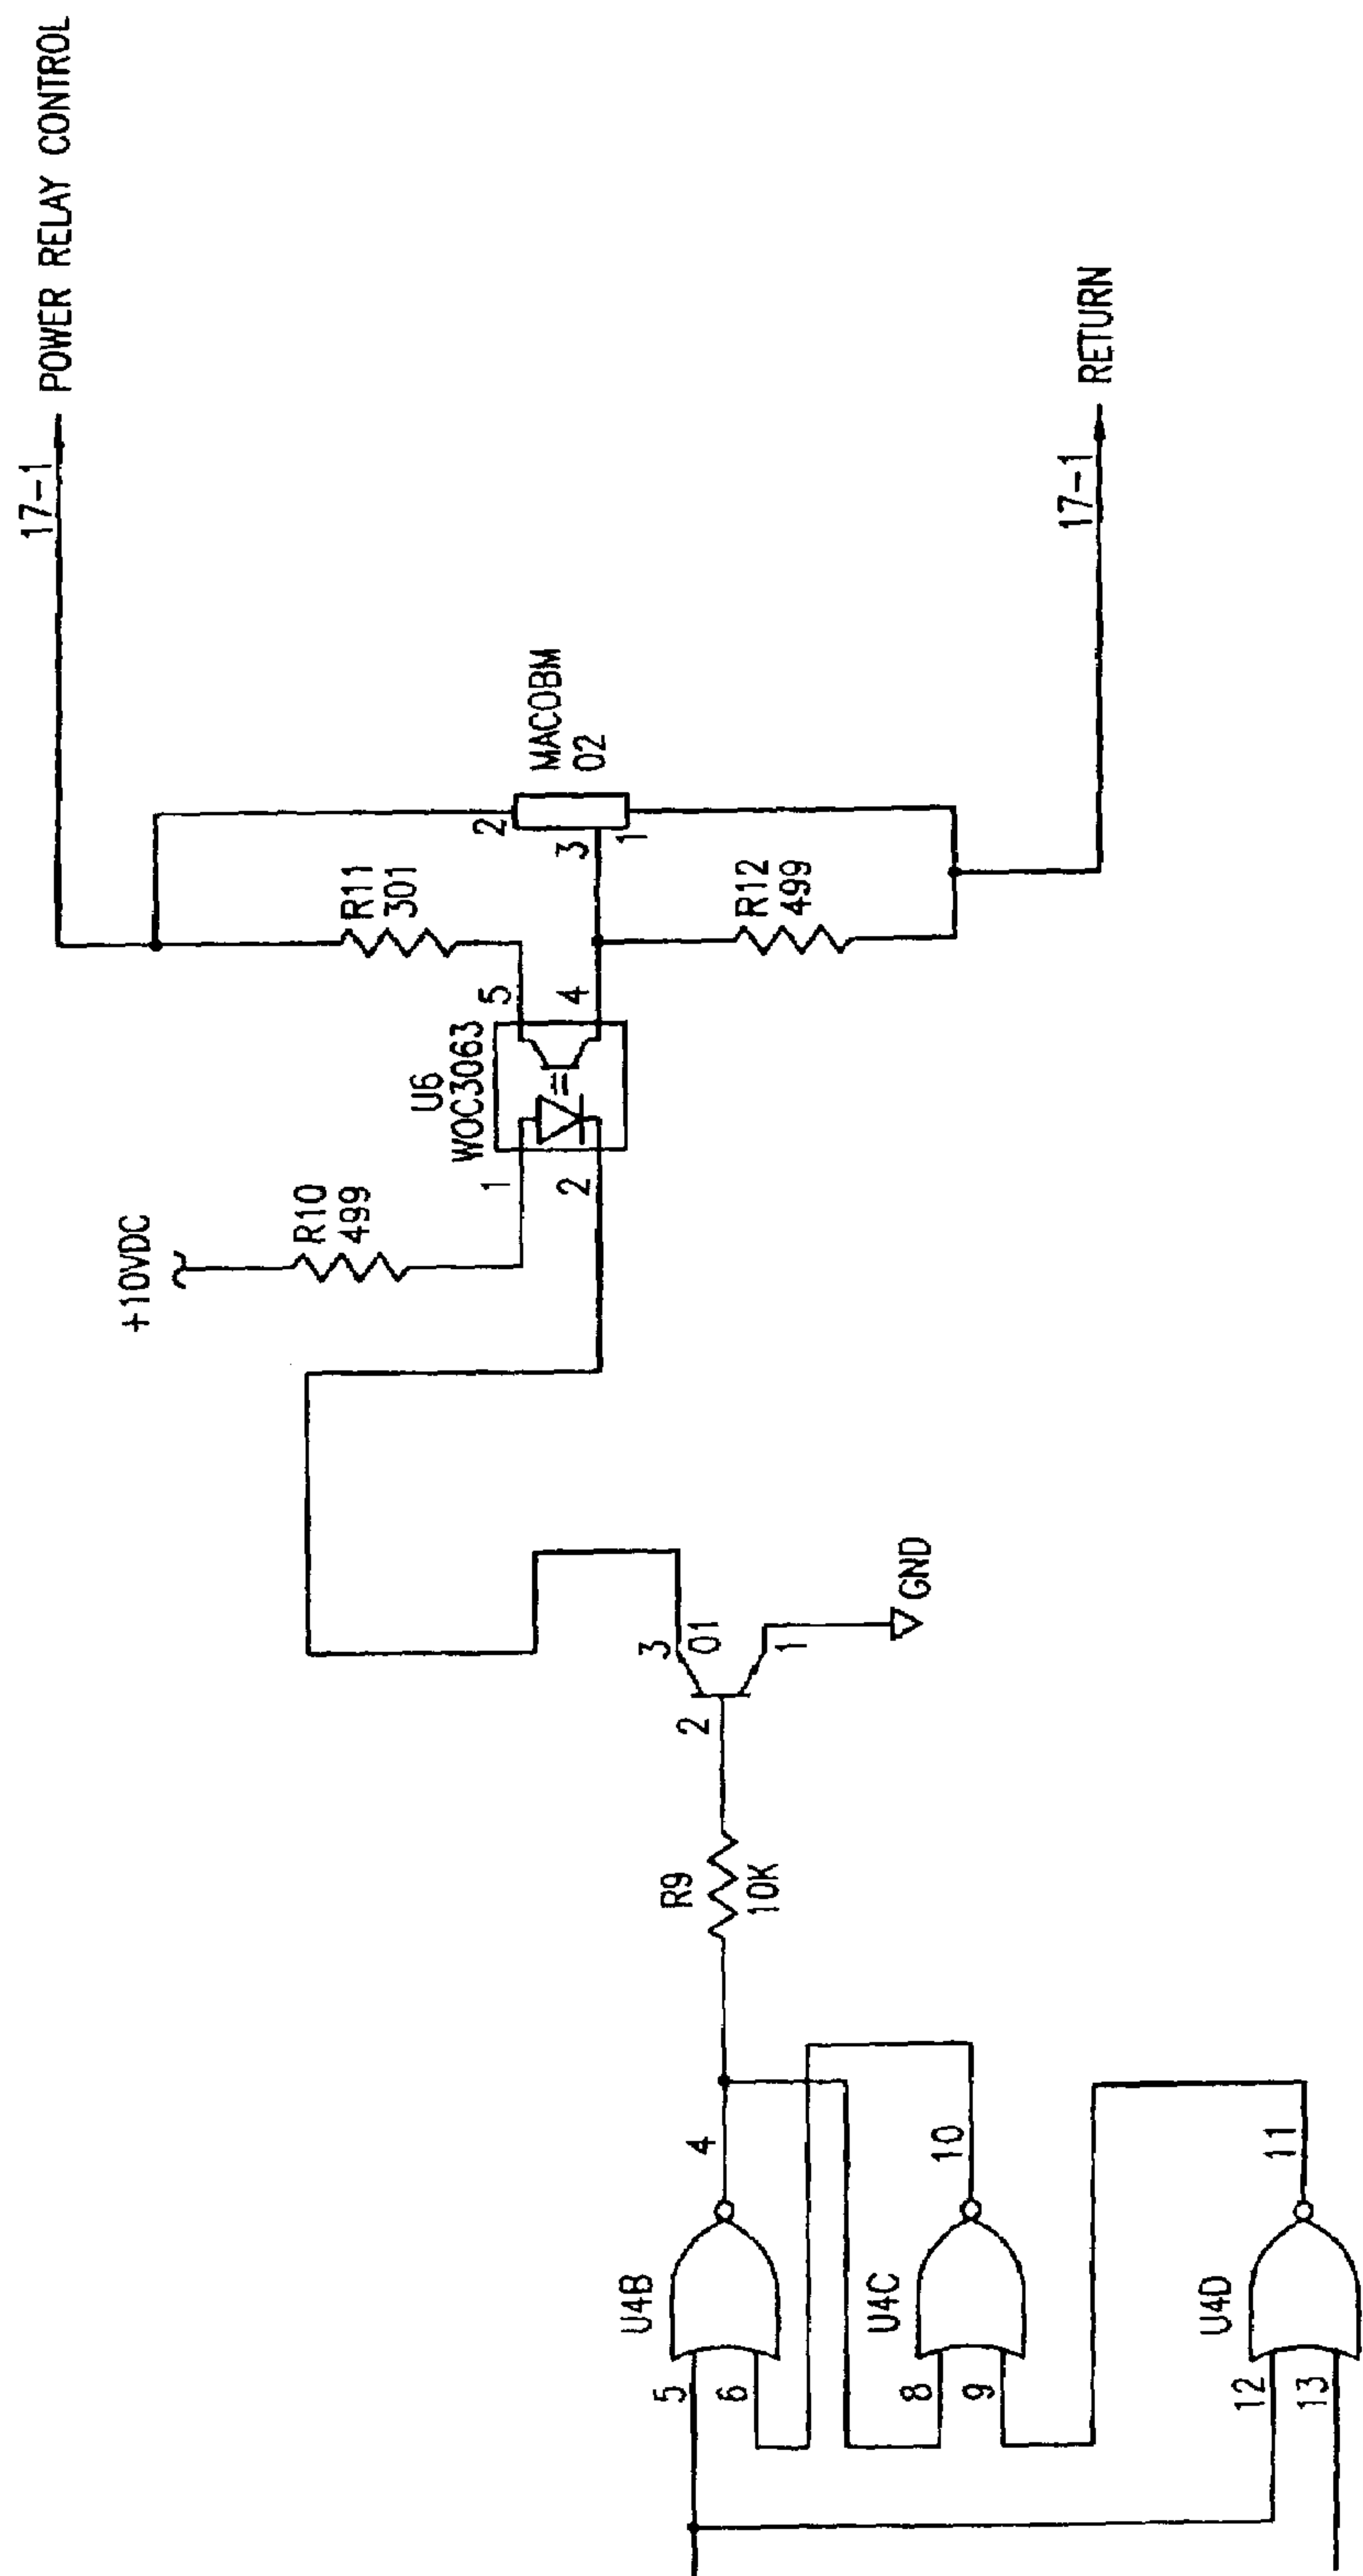 17-1
POWER RELAY CONTROL
+10VDC
R10
499
R11
301
U6
WOC3063
1
2
5
4
2
3
1
MACOBM
02
R12
499
17-1
RETURN
U4B
5
6
4
R9
10K
2
3
01
1
GND
U4C
8
9
10
U4D
12
13
11